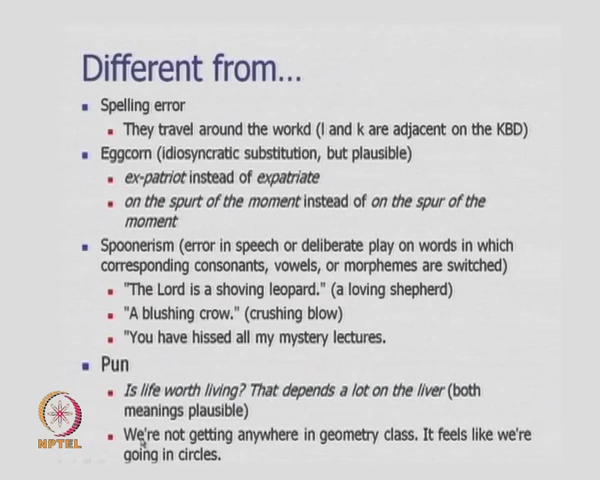 Different from...
Spelling error
They travel around the workd (l and k are adjacent on the KBD)
Eggcorn (idiosyncratic substitution, but plausible)
ex-patriot instead of expatriate
on the spurt of the moment instead of on the spur of the
moment
Spoonerism (error in speech or deliberate play on words in which
corresponding consonants, vowels, or morphemes are switched)
"The Lord is a shoving leopard." (a loving shepherd)
"A blushing crow." (crushing blow)
"You have hissed all my mystery lectures.
Pun
Is life worth living? That depends a lot on the liver (both
meanings plausible)
We're not getting anywhere in geometry class. It feels like we're
going in circles.
NPTEL